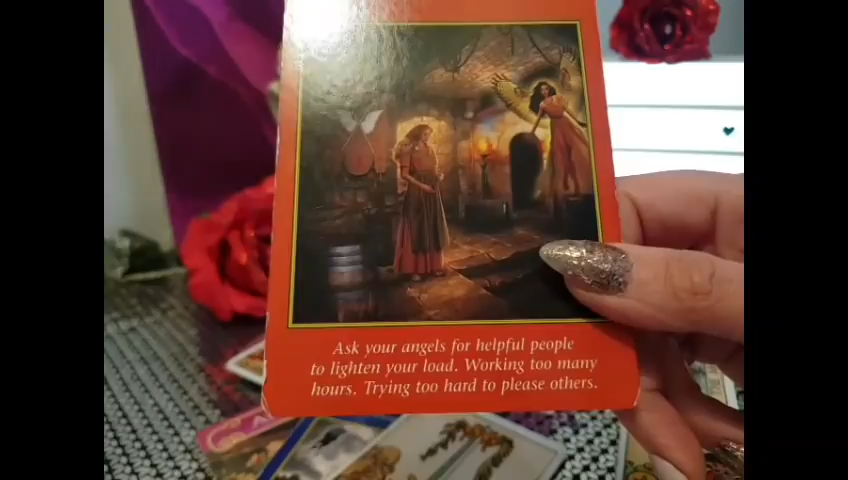 Ask your angels for helpful people
to lighten your load. Working too many
hours. Trying too hard to please others.